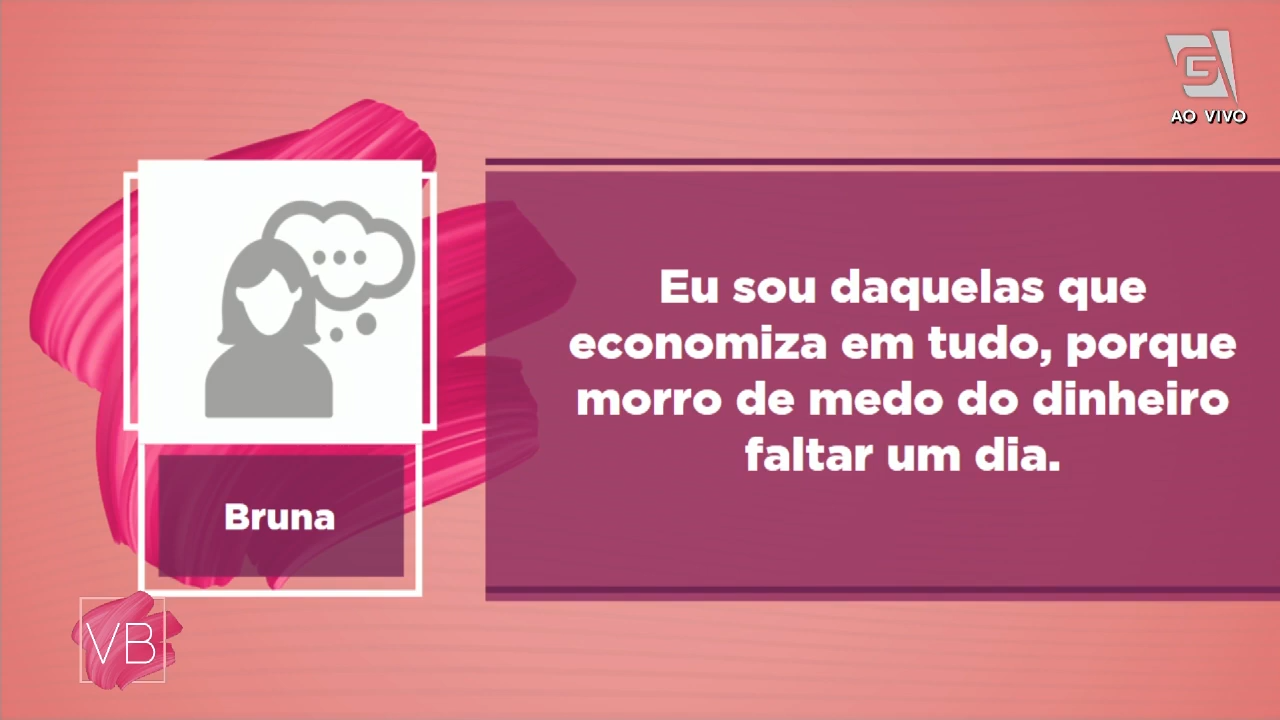 AO VIVO
Eu sou daquelas que
economiza em tudo, porque
morro de medo do dinheiro
faltar um dia.
Bruna
VB